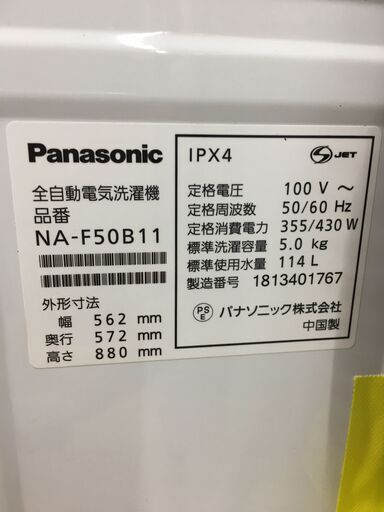 Panasonic
全自動電気洗濯機
品番
NA-F50B11
外形寸法
幅 562 mm
奥行 572 mm
高さ 880 mm
IPX4
S JET
定格電圧 100 V ～
定格周波数 50/60 Hz
定格消費電力 355/430 W
標準洗濯容量 5.0 kg
標準使用水量 114 L
製造番号 1813401767
PSE パナソニック株式会社
中国製